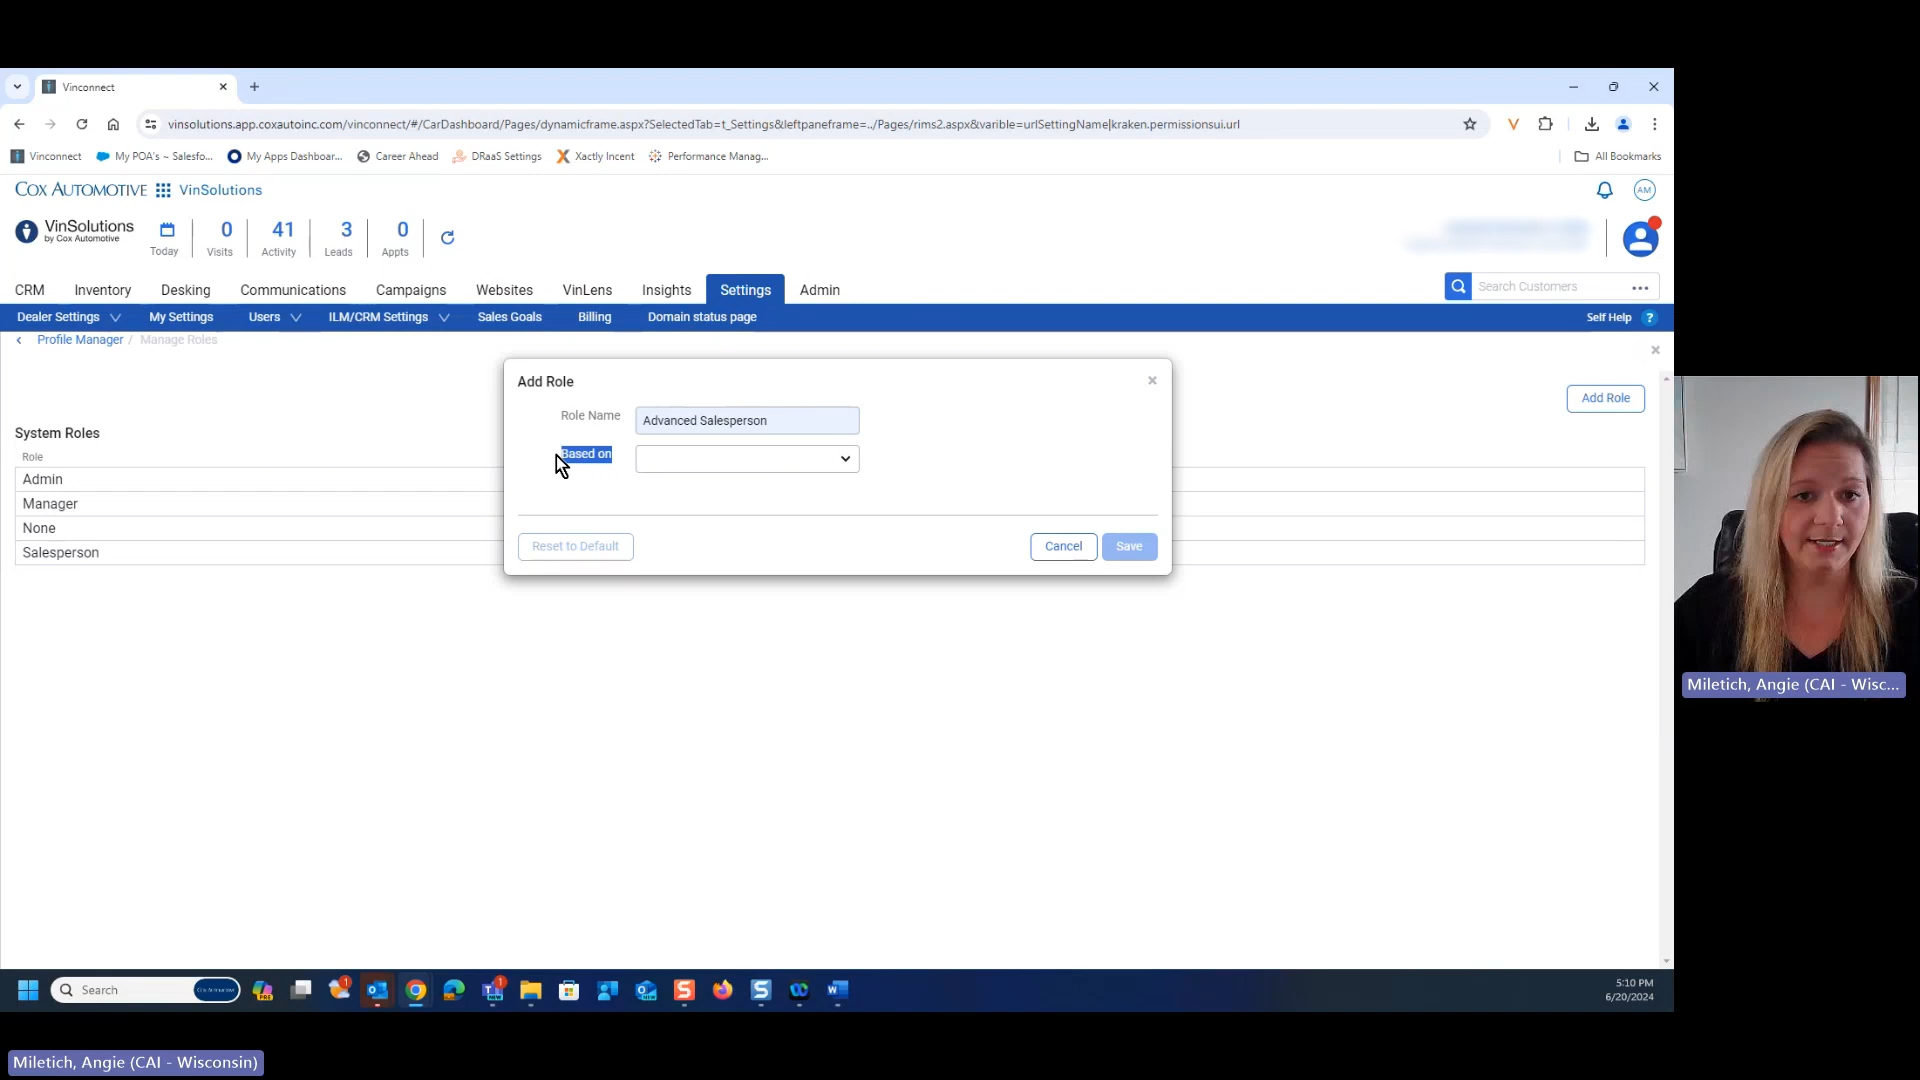 Vinconnect
vinsolutions.app.coxautoinc.com/vinconnect/#/CarDashboard/Pages/dynamicframe.aspx?SelectedTab=t_Settings&leftpaneframe=../Pages/rims2.aspx&varible=urlSettingName|kraken.permissionsui.url
Vinconnect My POA's ~ Salesfo... My Apps Dashboar... Career Ahead DRaaS Settings Xactly Incent Performance Manag... All Bookmarks
COX AUTOMOTIVE VinSolutions AM
VinSolutions
by Cox Automotive
0 41 3 0
Today Visits Activity Leads Appts
CRM Inventory Desking Communications Campaigns Websites VinLens Insights Settings Admin Search Customers
Dealer Settings My Settings Users ILM/CRM Settings Sales Goals Billing Domain status page Self Help ?
Profile Manager / Manage Roles
Add Role
Add Role
Role Name Advanced Salesperson
Based on
Reset to Default Cancel Save
System Roles
Role
Admin
Manager
None
Salesperson
Miletich, Angie (CAI - Wisc...
Search
5:10 PM
6/20/2024
Miletich, Angie (CAI - Wisconsin)